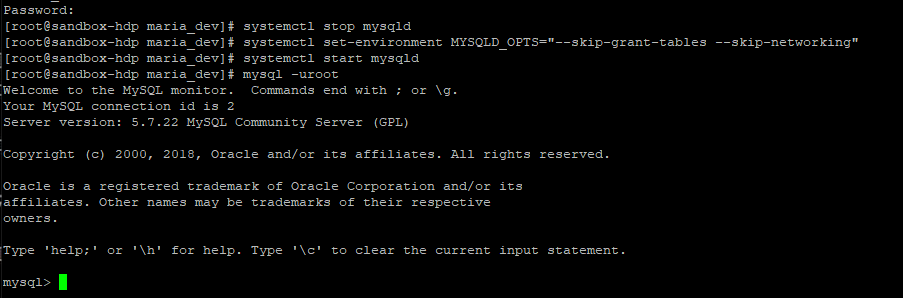 Password:
[root@sandbox-hdp maria_dev]# systemctl stop mysqld
[root@sandbox-hdp maria_dev]# systemctl set-environment MYSQLD_OPTS="--skip-grant-tables --skip-networking"
[root@sandbox-hdp maria_dev]# systemctl start mysqld
[root@sandbox-hdp maria_dev]# mysql -uroot
Welcome to the MySQL monitor.  Commands end with ; or \g.
Your MySQL connection id is 2
Server version: 5.7.22 MySQL Community Server (GPL)

Copyright (c) 2000, 2018, Oracle and/or its affiliates. All rights reserved.

Oracle is a registered trademark of Oracle Corporation and/or its
affiliates. Other names may be trademarks of their respective
owners.

Type 'help;' or '\h' for help. Type '\c' to clear the current input statement.

mysql>